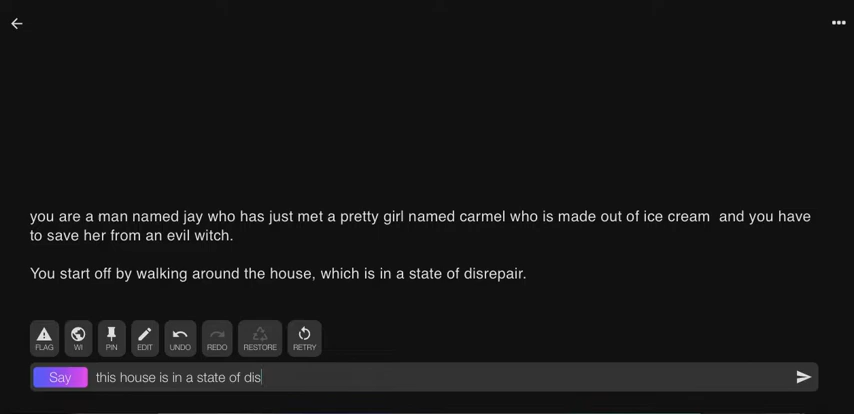 you are a man named jay who has just met a pretty girl named carmel who is made out of ice cream  and you have
to save her from an evil witch.
You start off by walking around the house, which is in a state of disrepair.
FLAG WI PIN EDIT UNDO REDO RESTORE RETRY
Say this house is in a state of dis